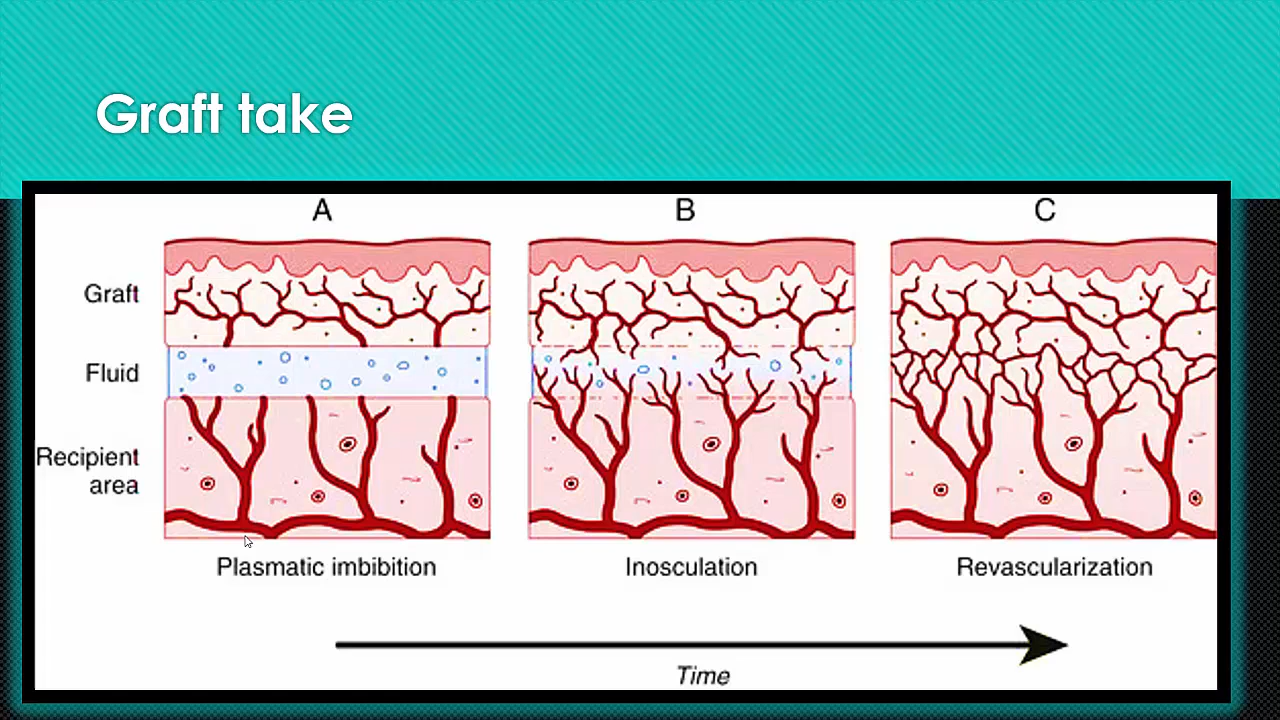 Graft take
A
B
C
Graft
Fluid
Recipient
area
Plasmatic imbibition
Inosculation
Revascularization
Time